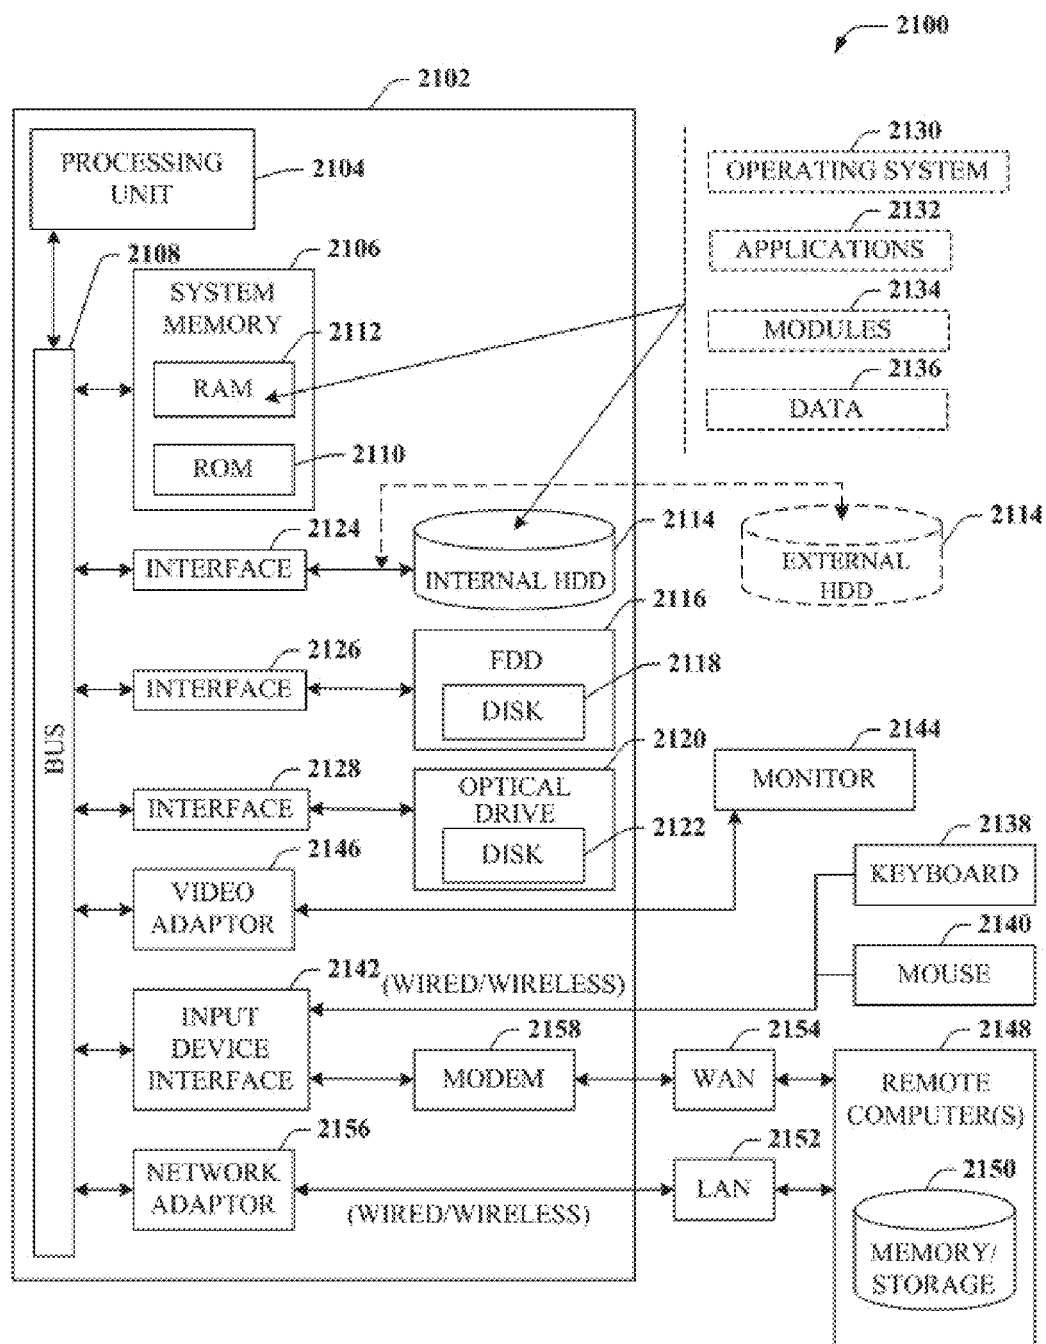 2100
2102
PROCESSING
UNIT
2104
2130
OPERATING SYSTEM
2132
APPLICATIONS
2134
MODULES
2136
DATA
2108
2106
SYSTEM
MEMORY
2112
RAM
2110
ROM
2124
INTERFACE
2114
INTERNAL HDD
2114
EXTERNAL
HDD
2116
FDD
2126
INTERFACE
2118
DISK
BUS
2120
OPTICAL
DRIVE
2128
INTERFACE
2122
DISK
2144
MONITOR
2146
VIDEO
ADAPTOR
2138
KEYBOARD
2140
MOUSE
2142
(WIRED/WIRELESS)
INPUT
DEVICE
INTERFACE
2158
MODEM
2154
WAN
2148
REMOTE
COMPUTER(S)
2156
NETWORK
ADAPTOR
(WIRED/WIRELESS)
2152
LAN
2150
MEMORY/
STORAGE